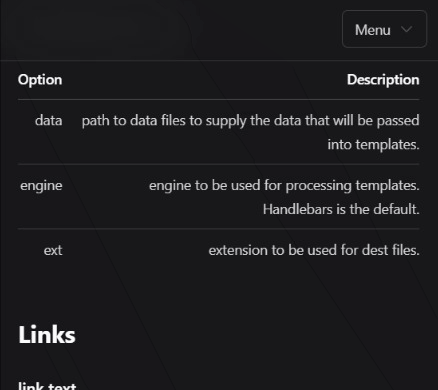 Menu
Option Description
data path to data files to supply the data that will be passed
into templates.
engine engine to be used for processing templates.
Handlebars is the default.
ext extension to be used for dest files.
Links
link text